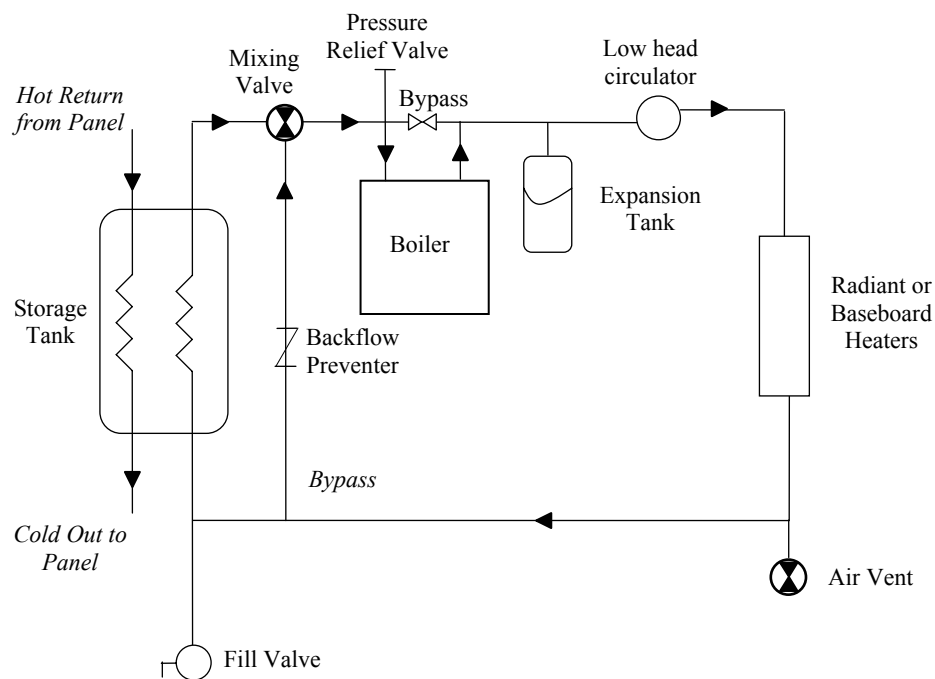 Pressure
Relief Valve
Mixing
Valve
Low head
circulator
Hot Return
from Panel
Bypass
Expansion
Tank
Boiler
Storage
Tank
Radiant or
Baseboard
Heaters
Backflow
Preventer
Bypass
Cold Out to
Panel
Air Vent
Fill Valve